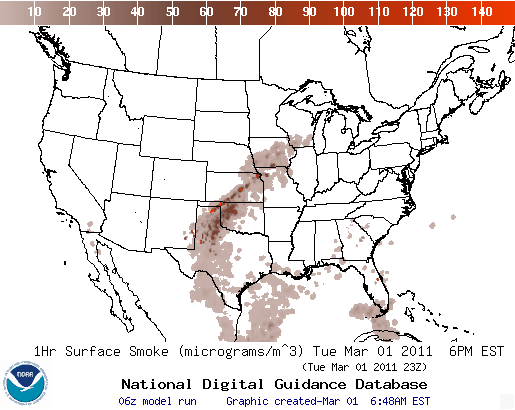 10 20 30 40 50 60 70 80 90 100 110 120 130 140
1Hr Surface Smoke (micrograms/m^3) Tue Mar 01 2011 6PM EST
(Tue Mar 01 2011 23Z)
NOAA
National Digital Guidance Database
06z model run Graphic created-Mar 01 6:48AM EST